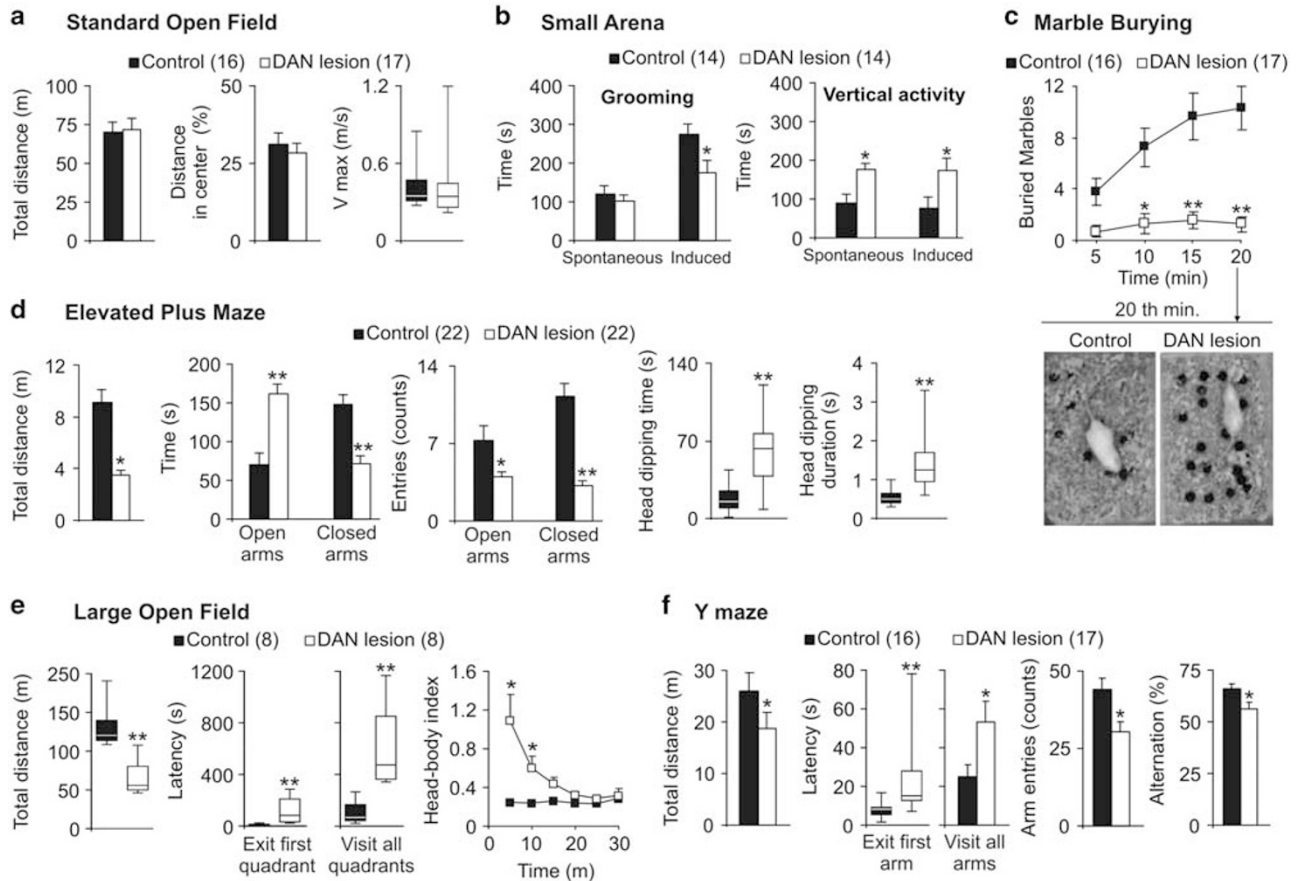 a Standard Open Field
■Control (16) □DAN lesion (17)
Total distance (m)
100
75
50
25
0
Distance in center (%)
50
25
0
V max (m/s)
1.2
0.6
0
b Small Arena
■Control (14) □DAN lesion (14)
Grooming
Time (s)
400
300
200
100
0
*
Spontaneous Induced
Vertical activity
Time (s)
400
300
200
100
0
* *
Spontaneous Induced
c Marble Burying
■Control (16) □DAN lesion (17)
Buried Marbles
12
8
4
0
* ** **
5 10 15 20
Time (min)
20 th min.
Control DAN lesion
d Elevated Plus Maze
■Control (22) □DAN lesion (22)
Total distance (m)
12
8
4
0
*
Time (s)
200
150
100
50
0
** **
Open arms Closed arms
Entries (counts)
14
7
0
* **
Open arms Closed arms
Head dipping time (s)
140
70
0
**
Head dipping duration (s)
4
3
2
1
0
**
e Large Open Field
■Control (8) □DAN lesion (8)
Total distance (m)
250
150
100
50
0
**
Latency (s)
1200
800
400
0
** **
Exit first quadrant Visit all quadrants
Head-body index
1.6
1.2
0.8
0.4
0
* *
0 10 20 30
Time (m)
f Y maze
■Control (16) □DAN lesion (17)
Total distance (m)
30
20
10
0
*
Latency (s)
80
60
40
20
0
** *
Exit first arm Visit all arms
Arm entries (counts)
50
25
0
*
Alternation (%)
75
50
25
0
*